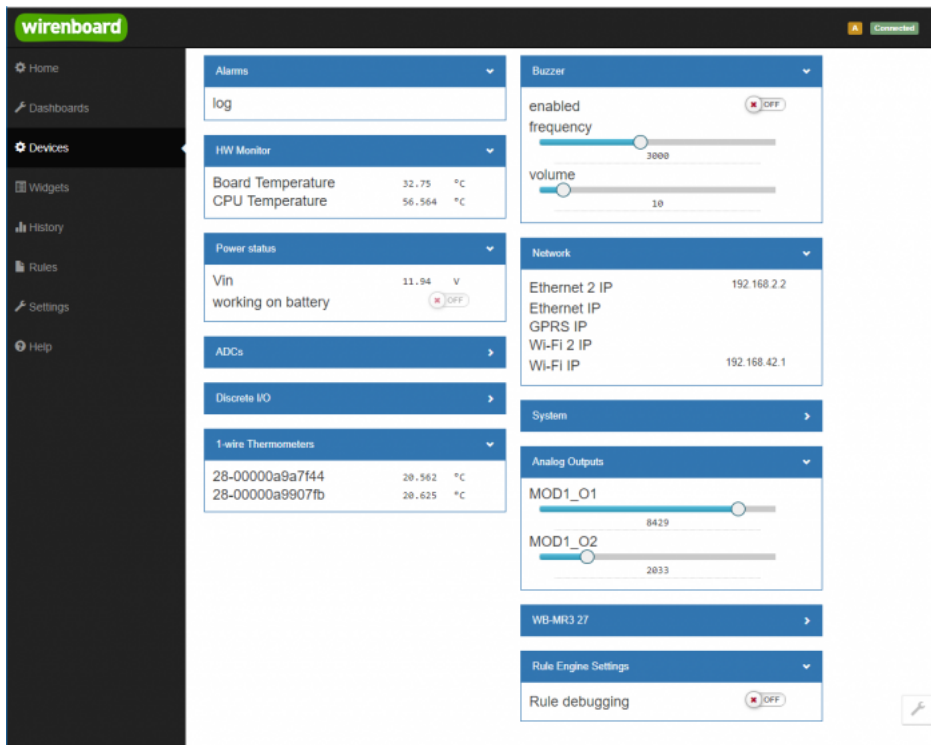 wirenboard
A Connected
Home
Dashboards
Devices
Widgets
History
Rules
Settings
Help
Alarms
log
HW Monitor
Board Temperature 32.75 °C
CPU Temperature 56.564 °C
Power status
Vin 11.94 V
working on battery OFF
ADCs
Discrete I/O
1-wire Thermometers
28-00000a9a7f44 20.562 °C
28-00000a9907fb 20.625 °C
Buzzer
enabled OFF
frequency
3000
volume
10
Network
Ethernet 2 IP 192.168.2.2
Ethernet IP
GPRS IP
Wi-Fi 2 IP
Wi-Fi IP 192.168.42.1
System
Analog Outputs
MOD1_O1
8429
MOD1_O2
2033
WB-MR3 27
Rule Engine Settings
Rule debugging OFF